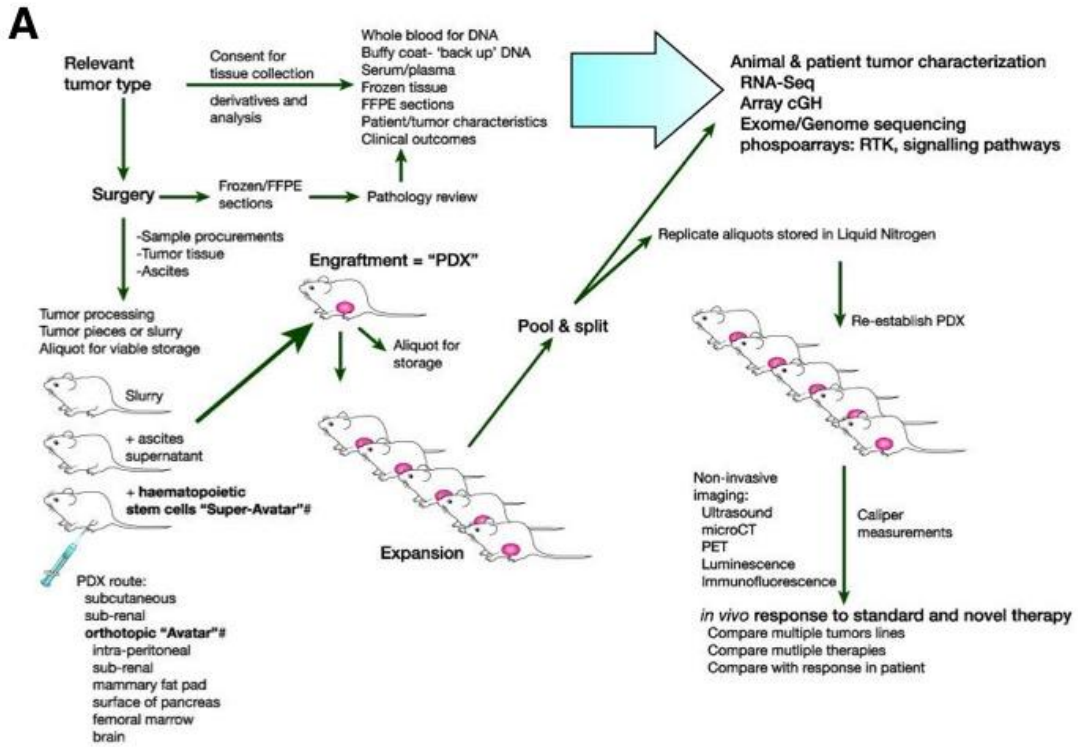 A
Relevant
tumor type
Consent for
tissue collection
derivatives and
analysis
Whole blood for DNA
Buffy coat- ‘back up’ DNA
Serum/plasma
Frozen tissue
FFPE sections
Patient/tumor characteristics
Clinical outcomes
Animal & patient tumor characterization
RNA-Seq
Array cGH
Exome/Genome sequencing
phospoarrays: RTK, signalling pathways
Surgery
Frozen/FFPE
sections
Pathology review
-Sample procurements
-Tumor tissue
-Ascites
Tumor processing
Tumor pieces or slurry
Aliquot for viable storage
Slurry
+ ascites
supernatant
+ haematopoietic
stem cells “Super-Avatar”#
PDX route:
subcutaneous
sub-renal
orthotopic “Avatar”#
intra-peritoneal
sub-renal
mammary fat pad
surface of pancreas
femoral marrow
brain
Engraftment = “PDX”
Aliquot for
storage
Expansion
Pool & split
Replicate aliquots stored in Liquid Nitrogen
Re-establish PDX
Non-invasive
imaging:
Ultrasound
microCT
PET
Luminescence
Immunofluorescence
Caliper
measurements
in vivo response to standard and novel therapy
Compare multiple tumors lines
Compare mutliple therapies
Compare with response in patient